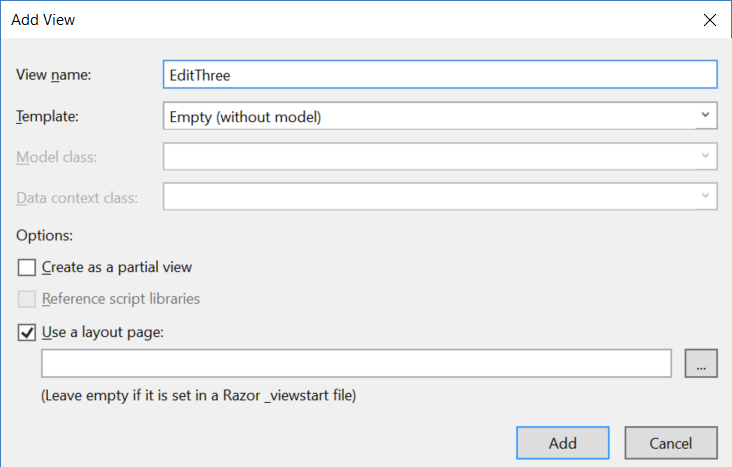 Add View
View name: EditThree
Template: Empty (without model)
Model class:
Data context class:
Options:
Create as a partial view
Reference script libraries
Use a layout page:
...
(Leave empty if it is set in a Razor _viewstart file)
Add Cancel